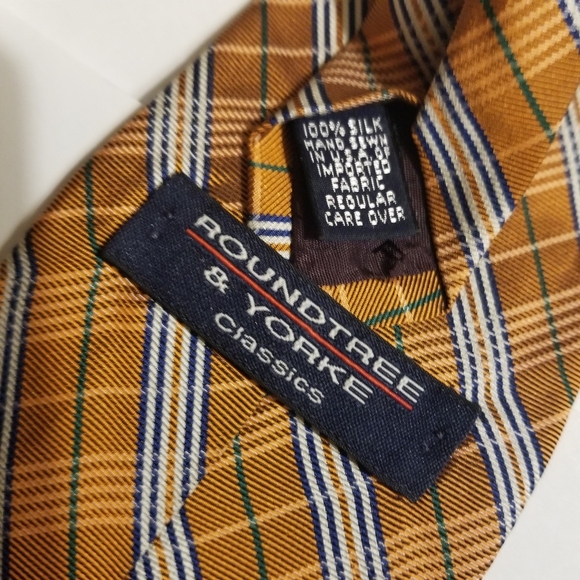 100% SILK
HAND SEWN
IN U.S.A. OF
IMPORTED
FABRIC
REGULAR
CARE OVER
ROUNDTREE
& YORKE
Classics